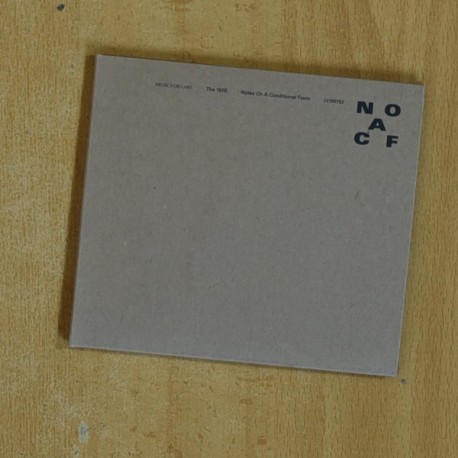 The 1975 Notes On A Conditional Form
N O
A
C F